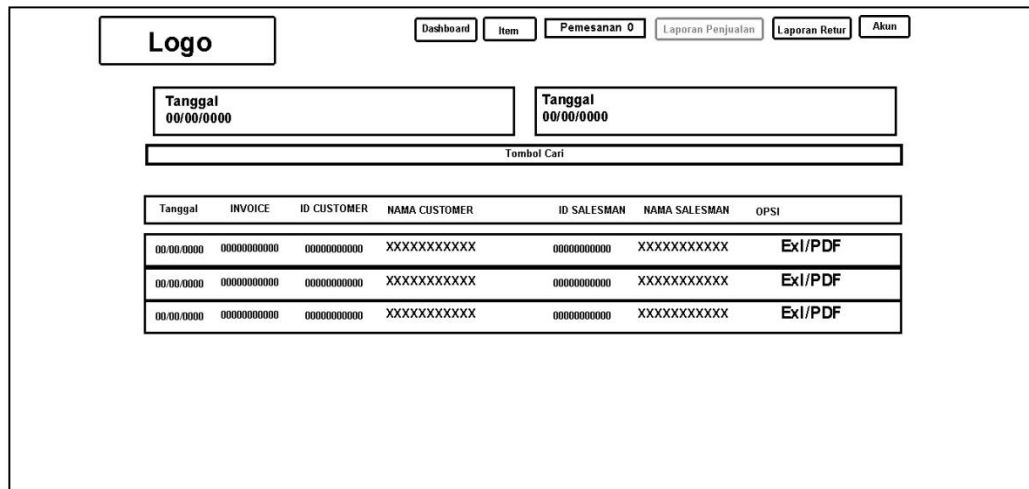 Logo
Dashboard Item Pemesanan 0 Laporan Penjualan Laporan Retur Akun
Tanggal Tanggal
00/00/0000 00/00/0000
Tombol Cari
Tanggal INVOICE ID CUSTOMER NAMA CUSTOMER ID SALESMAN NAMA SALESMAN OPSI
00/00/0000 00000000000 00000000000 XXXXXXXXXXX 00000000000 XXXXXXXXXXX Exl/PDF
00/00/0000 00000000000 00000000000 XXXXXXXXXXX 00000000000 XXXXXXXXXXX Exl/PDF
00/00/0000 00000000000 00000000000 XXXXXXXXXXX 00000000000 XXXXXXXXXXX Exl/PDF